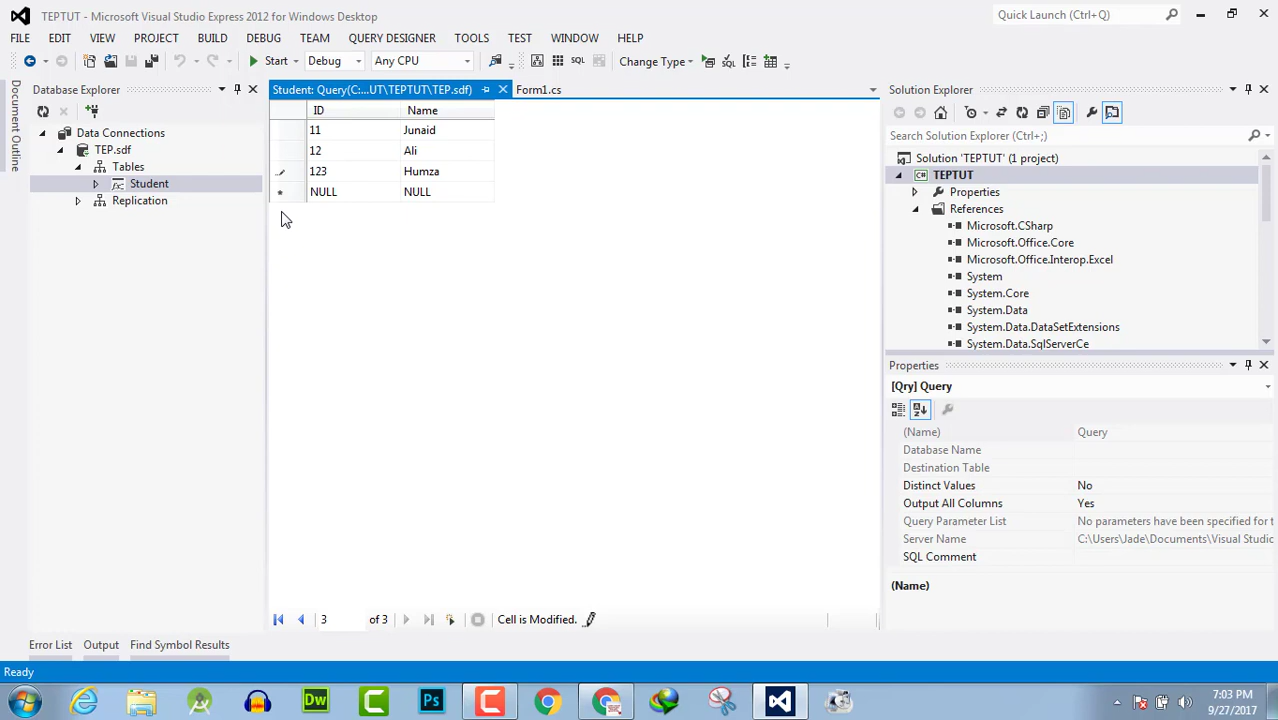 TEPTUT - Microsoft Visual Studio Express 2012 for Windows Desktop
Quick Launch (Ctrl+Q)
FILE EDIT VIEW PROJECT BUILD DEBUG TEAM QUERY DESIGNER TOOLS TEST WINDOW HELP
Start Debug Any CPU SQL Change Type SQL
Document Outline
Database Explorer
Data Connections
TEP.sdf
Tables
Student
Replication
Student: Query(C:...UT\TEPTUT\TEP.sdf) Form1.cs
ID Name
11 Junaid
12 Ali
123 Humza
NULL NULL
3 of 3 Cell is Modified.
Solution Explorer
Search Solution Explorer (Ctrl+;)
Solution 'TEPTUT' (1 project)
C# TEPTUT
Properties
References
Microsoft.CSharp
Microsoft.Office.Core
Microsoft.Office.Interop.Excel
System
System.Core
System.Data
System.Data.DataSetExtensions
System.Data.SqlServerCe
Properties
[Qry] Query
(Name) Query
Database Name
Destination Table
Distinct Values No
Output All Columns Yes
Query Parameter List No parameters have been specified for t
Server Name C:\Users\Jade\Documents\Visual Studio
SQL Comment
(Name)
Error List Output Find Symbol Results
Ready
Dw C Ps C
7:03 PM
9/27/2017